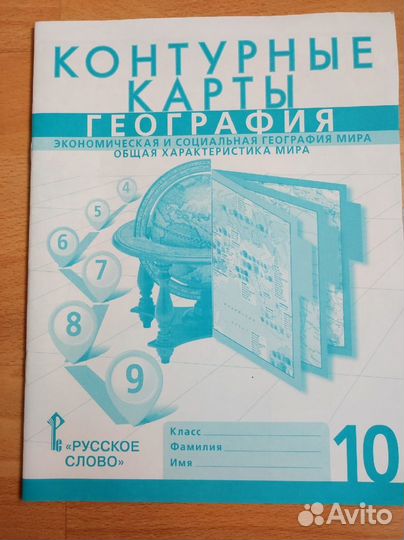 КОНТУРНЫЕ
КАРТЫ
ГЕОГРАФИЯ
ЭКОНОМИЧЕСКАЯ И СОЦИАЛЬНАЯ ГЕОГРАФИЯ МИРА
ОБЩАЯ ХАРАКТЕРИСТИКА МИРА
4
5
6
7
8
9
Класс
Фамилия
Имя
10
РС
«РУССКОЕ
СЛОВО»
Avito